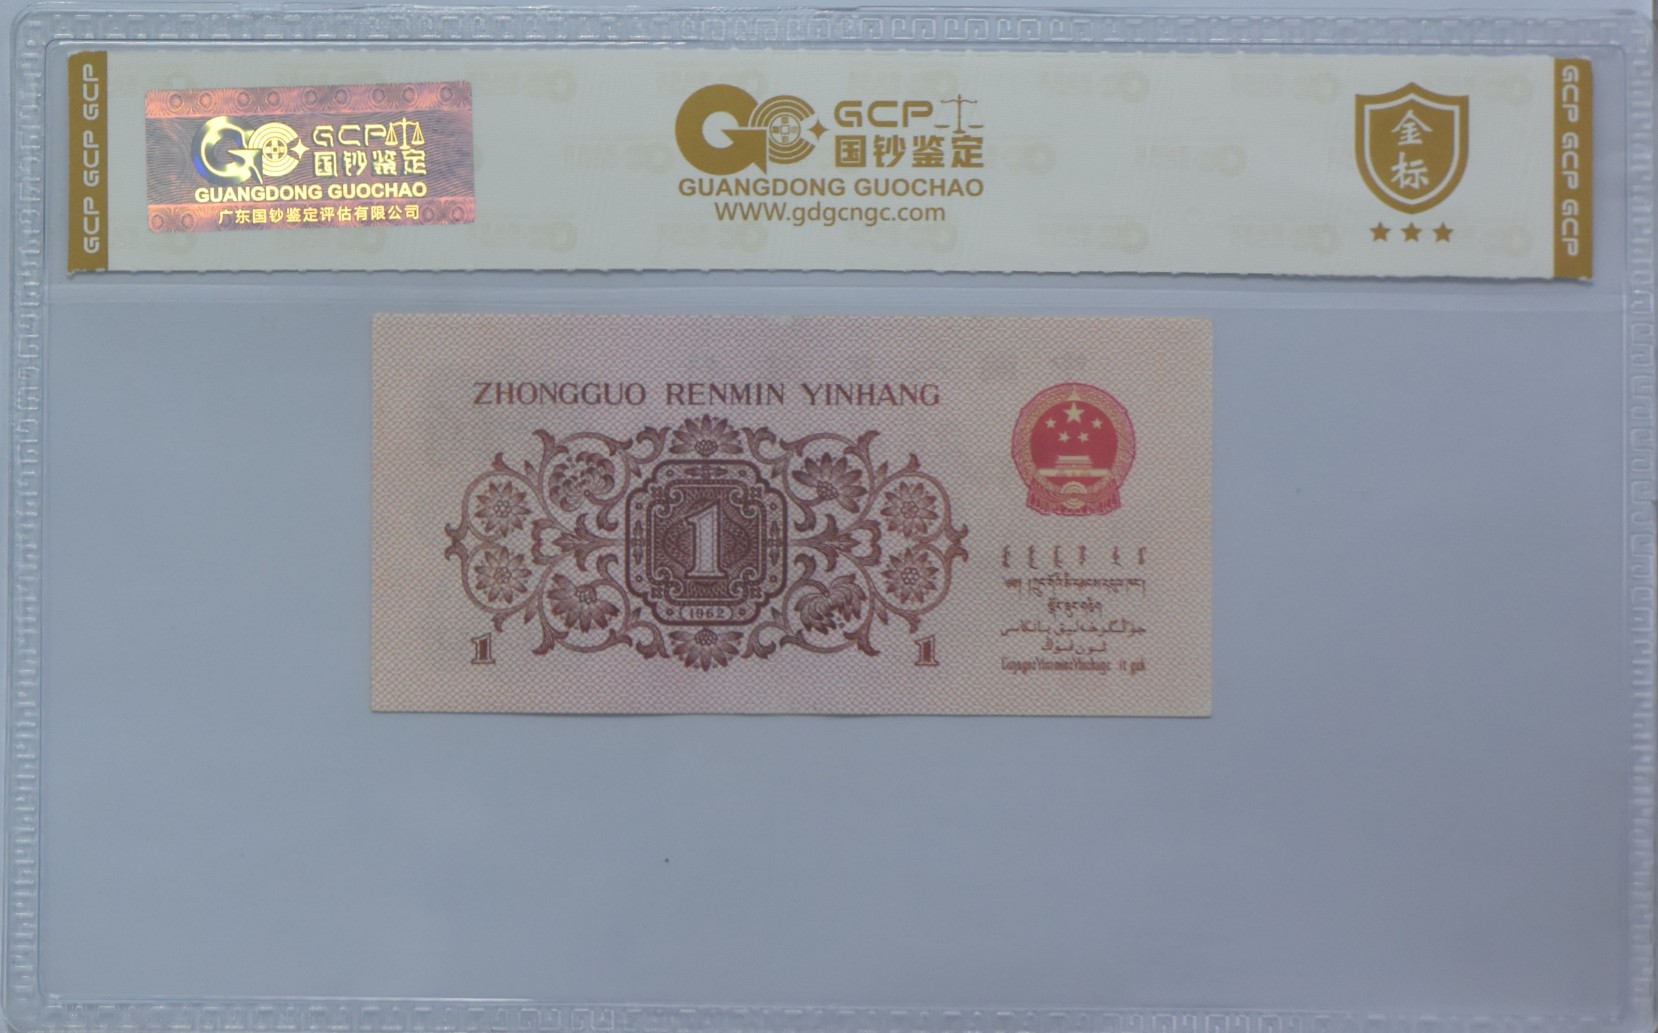 GCP GCP GCP
GCP
国钞鉴定
GUANGDONG GUOCHAO
广东国钞鉴定评估有限公司
GCP
国钞鉴定
GUANGDONG GUOCHAO
WWW.gdgcngc.com
金
标
GCP GCP GCP
ZHONGGUO RENMIN YINHANG
1
(1962)
1
1